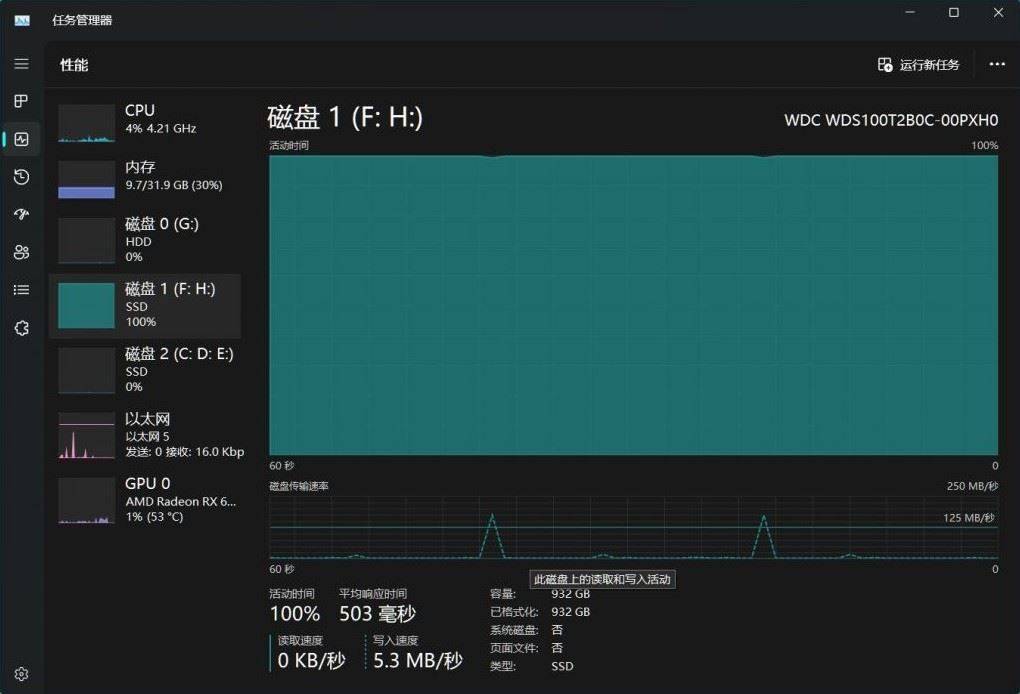 任务管理器
性能
运行新任务
CPU
4% 4.21 GHz
内存
9.7/31.9 GB (30%)
磁盘 0 (G:)
HDD
0%
磁盘 1 (F: H:)
SSD
100%
磁盘 2 (C: D: E:)
SSD
0%
以太网
以太网 5
发送: 0 接收: 16.0 Kbp
GPU 0
AMD Radeon RX 6...
1% (53 °C)
磁盘 1 (F: H:)
WDC WDS100T2B0C-00PXH0
活动时间
100%
60 秒
0
磁盘传输速率
250 MB/秒
125 MB/秒
60 秒
0
此磁盘上的读取和写入活动
活动时间
100%
平均响应时间
503 毫秒
读取速度
0 KB/秒
写入速度
5.3 MB/秒
容量: 932 GB
已格式化: 932 GB
系统磁盘: 否
页面文件: 否
类型: SSD